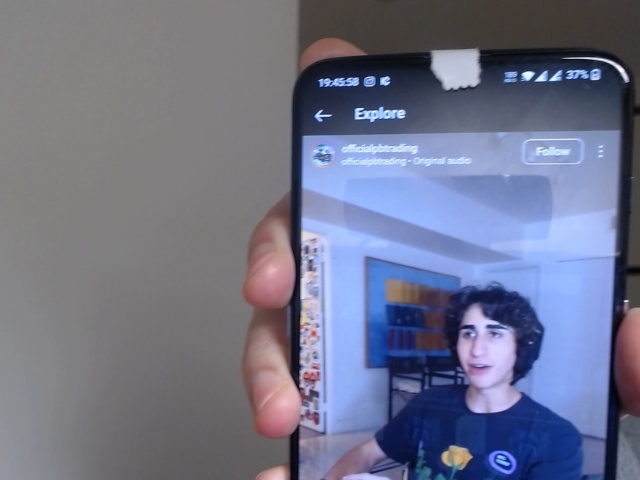 19:45:58 37%
Explore
officialpbtrading
officialpbtrading • Original audio
Follow